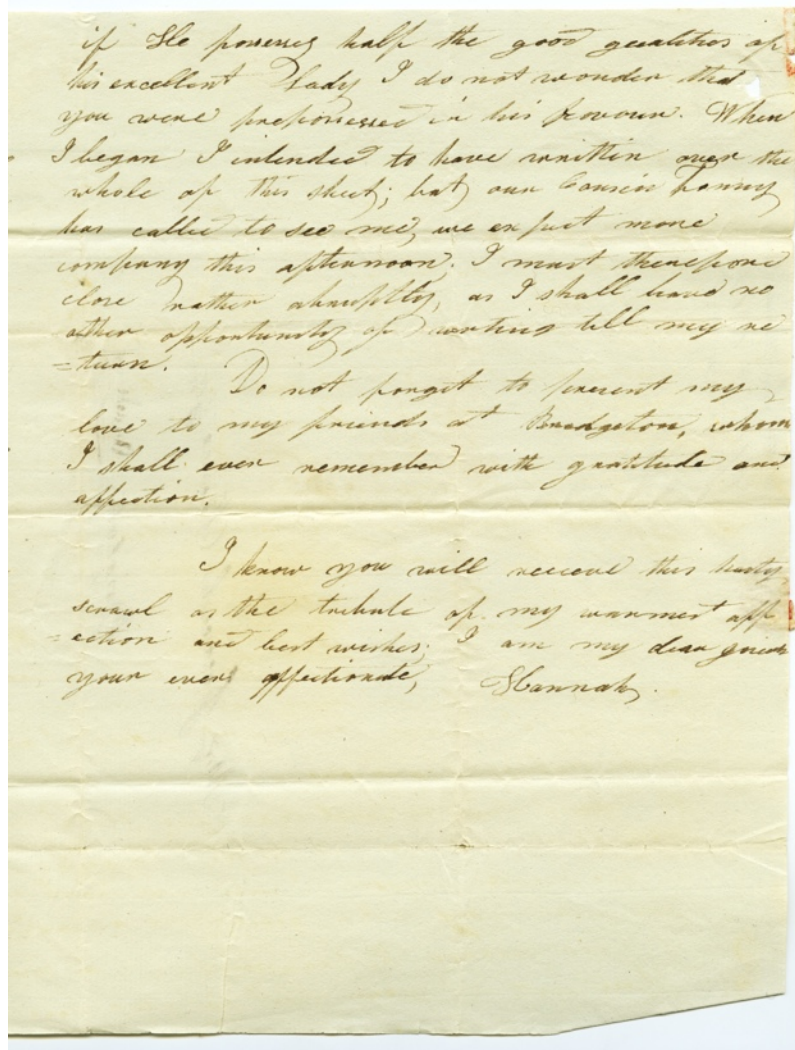 if He possesses half the good qualities of
his excellent Lady I do not wonder that
you were prepossessed in his favour. When
I began I intended to have written over the
whole of this sheet; but our Cousin Fanny
has called to see me, we expect more
company this afternoon. I must therefore
close rather abruptly, as I shall have no
other opportunity of writing till my re
=turn.
Do not forget to present my
love to my friends at Bridgeton, whom
I shall ever remember with gratitude and
affection.
I know you will receive this hasty
scrawl as the tribute of my warmest aff
=ection and best wishes; I am my dear friend
your ever affectionate, Hannah.